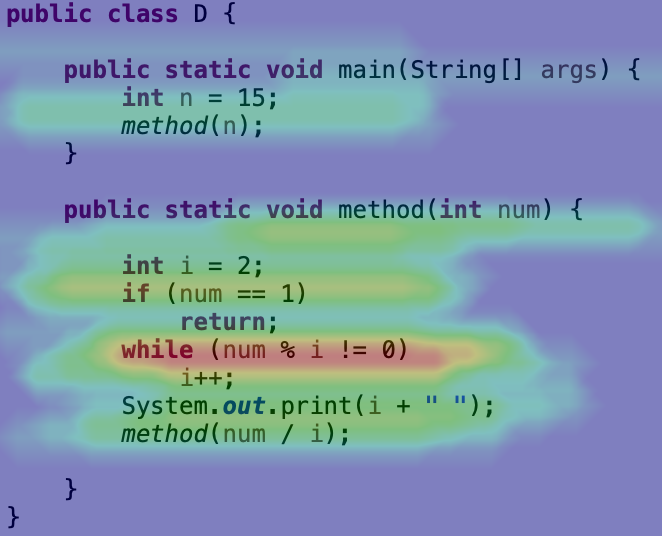 public class D {
public static void main(String[] args) {
int n = 15;
method(n);
}
public static void method(int num) {
int i = 2;
if (num == 1)
return;
while (num % i != 0)
i++;
System.out.print(i + " ");
method(num / i);
}
}